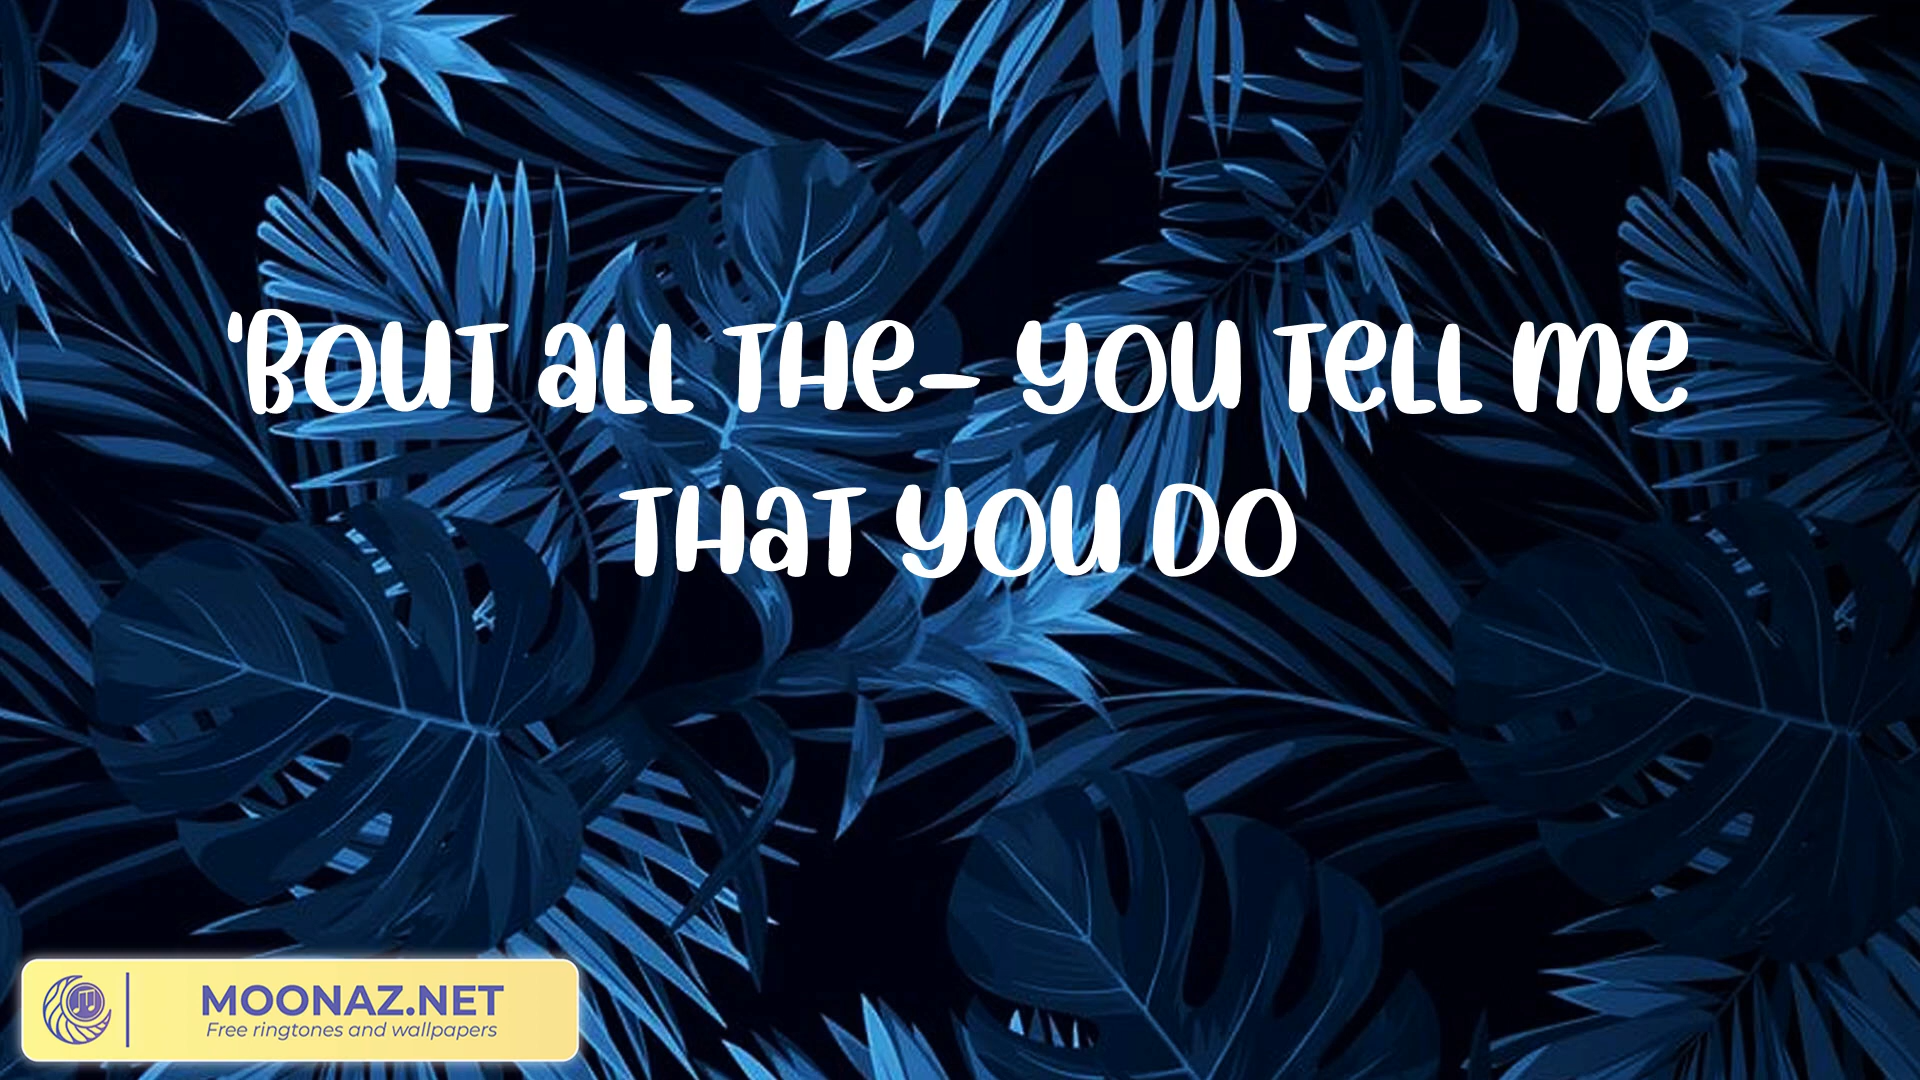 'BOUT aLL THE- YOU TELL ME
THaT YOU DO
MOONAZ.NET
Free ringtones and wallpapers